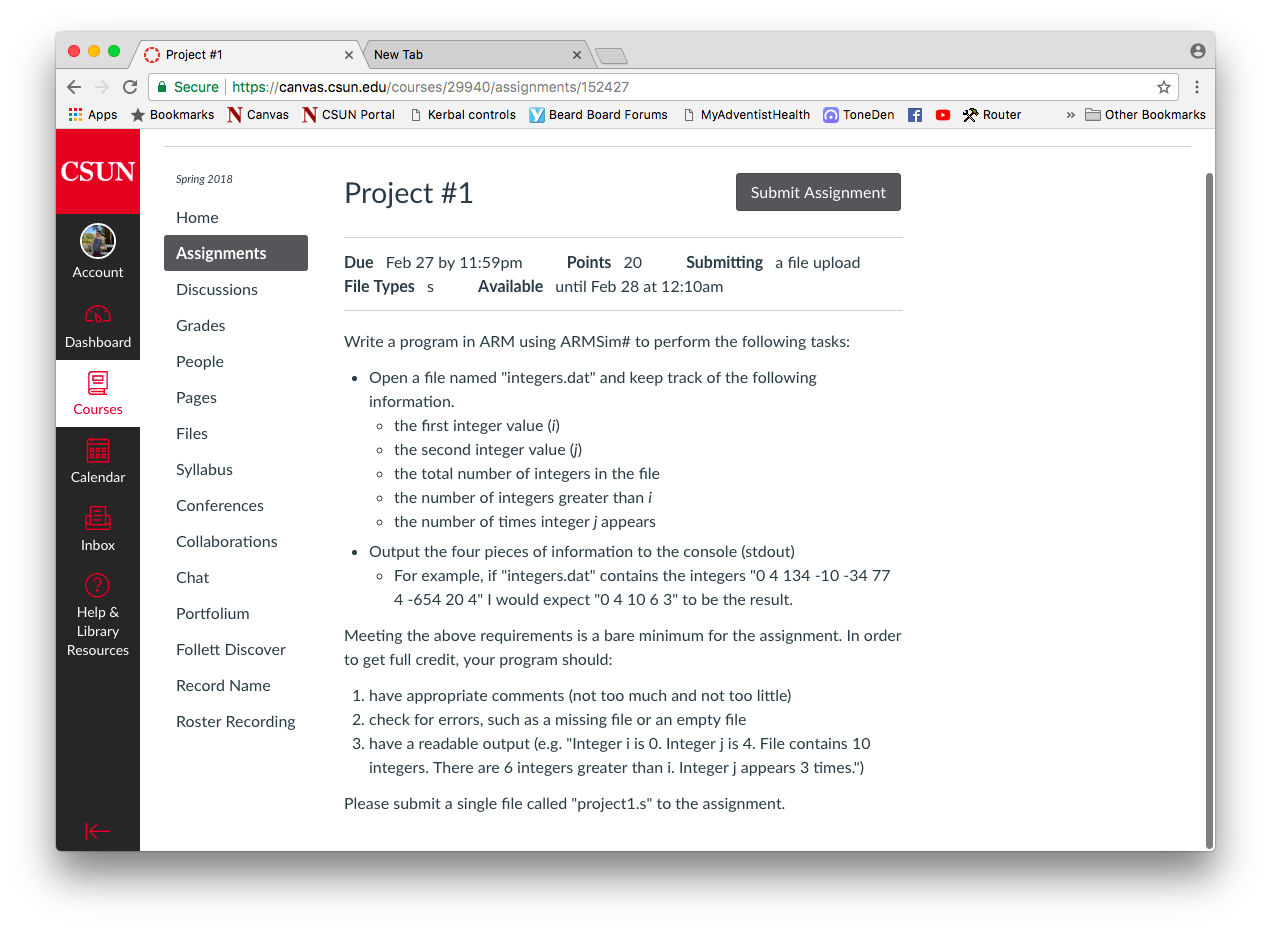 Project #1
New Tab
Secure https://canvas.csun.edu/courses/29940/assignments/152427
Apps Bookmarks Canvas CSUN Portal Kerbal controls Beard Board Forums MyAdventistHealth ToneDen Router » Other Bookmarks
CSUN
Account
Dashboard
Courses
Calendar
Inbox
Help &
Library
Resources
Spring 2018
Home
Assignments
Discussions
Grades
People
Pages
Files
Syllabus
Conferences
Collaborations
Chat
Portfolium
Follett Discover
Record Name
Roster Recording
Project #1
Submit Assignment
Due Feb 27 by 11:59pm Points 20 Submitting a file upload
File Types s Available until Feb 28 at 12:10am
Write a program in ARM using ARMSim# to perform the following tasks:
• Open a file named "integers.dat" and keep track of the following
information.
◦ the first integer value (i)
◦ the second integer value (j)
◦ the total number of integers in the file
◦ the number of integers greater than i
◦ the number of times integer j appears
• Output the four pieces of information to the console (stdout)
◦ For example, if "integers.dat" contains the integers "0 4 134 -10 -34 77
4 -654 20 4" I would expect "0 4 10 6 3" to be the result.
Meeting the above requirements is a bare minimum for the assignment. In order
to get full credit, your program should:
1. have appropriate comments (not too much and not too little)
2. check for errors, such as a missing file or an empty file
3. have a readable output (e.g. "Integer i is 0. Integer j is 4. File contains 10
integers. There are 6 integers greater than i. Integer j appears 3 times.")
Please submit a single file called "project1.s" to the assignment.